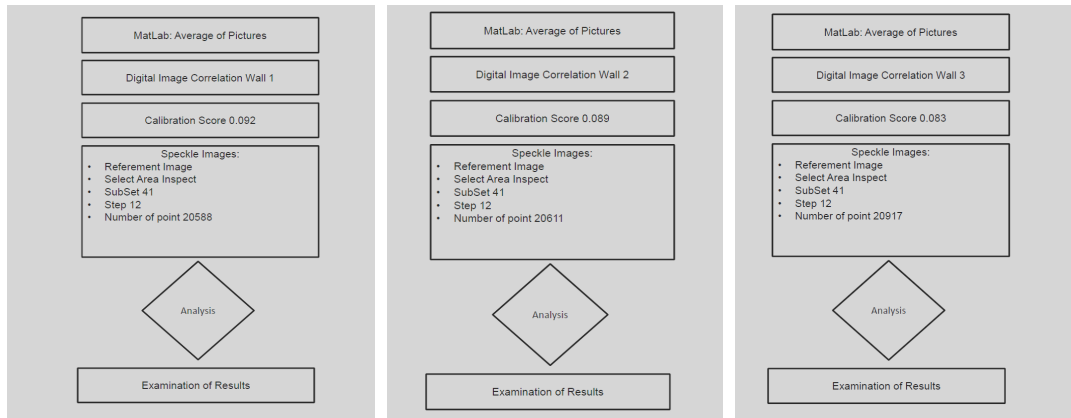 MatLab: Average of Pictures
Digital Image Correlation Wall 1
Calibration Score 0.092
Speckle Images:
• Referement Image
• Select Area Inspect
• SubSet 41
• Step 12
• Number of point 20588
Analysis
Examination of Results
MatLab: Average of Pictures
Digital Image Correlation Wall 2
Calibration Score 0.089
Speckle Images:
• Referement Image
• Select Area Inspect
• SubSet 41
• Step 12
• Number of point 20611
Analysis
Examination of Results
MatLab: Average of Pictures
Digital Image Correlation Wall 3
Calibration Score 0.083
Speckle Images:
• Referement Image
• Select Area Inspect
• SubSet 41
• Step 12
• Number of point 20917
Analysis
Examination of Results